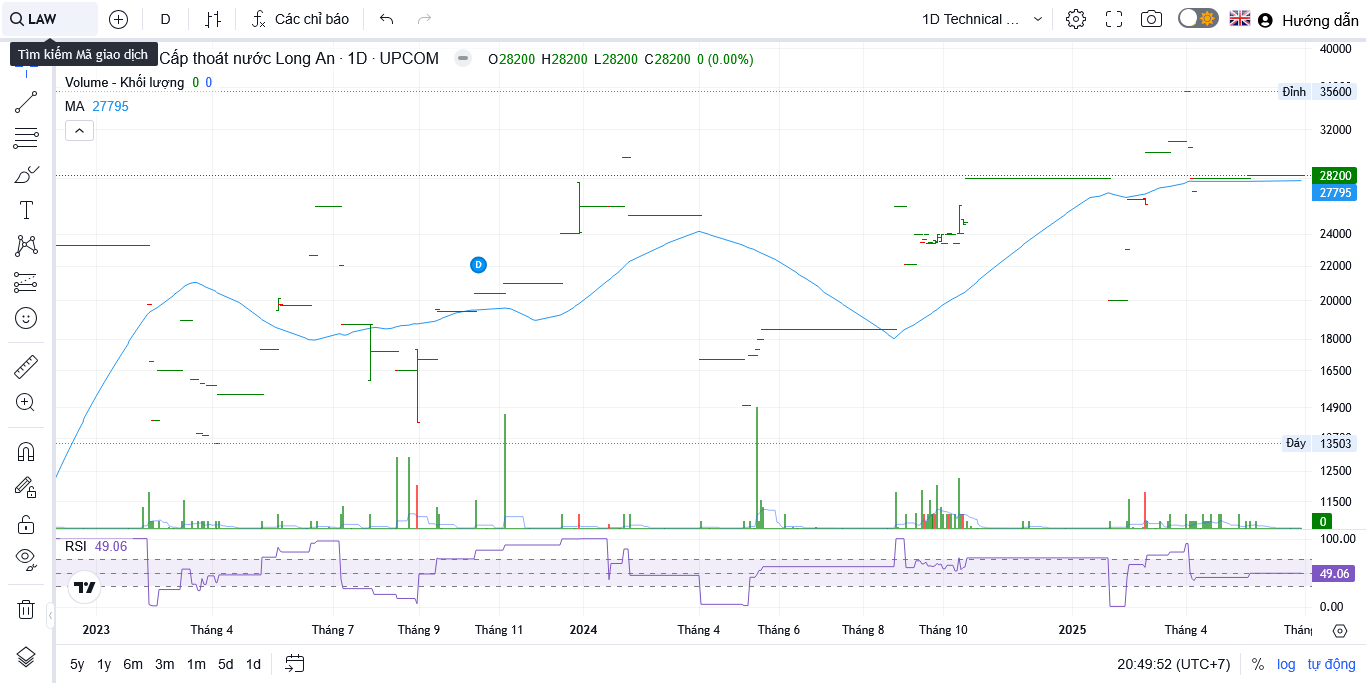 LAW D Các chỉ báo 1D Technical ... Hướng dẫn
Tìm kiếm Mã giao dịch
Cấp thoát nước Long An · 1D · UPCOM O28200 H28200 L28200 C28200 0 (0.00%)
Volume - Khối lượng 0 0
MA 27795
40000
Đỉnh 35600
32000
28200
27795
24000
22000
20000
18000
16500
14900
Đáy 13503
12500
11500
0
D
RSI 49.06
100.00
49.06
0.00
2023 Tháng 4 Tháng 7 Tháng 9 Tháng 11 2024 Tháng 4 Tháng 6 Tháng 8 Tháng 10 2025 Tháng 4
5y 1y 6m 3m 1m 5d 1d 20:49:52 (UTC+7) % log tự động